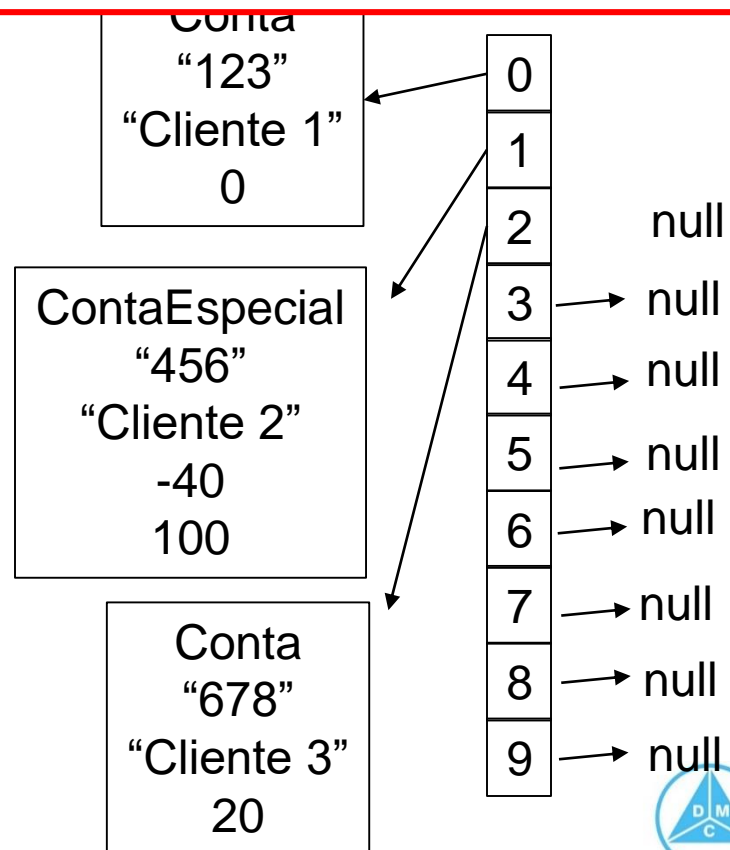 Conta
“123”
“Cliente 1”
0
ContaEspecial
“456”
“Cliente 2”
-40
100
Conta
“678”
“Cliente 3”
20
0
1
2 null
3 null
4 null
5 null
6 null
7 null
8 null
9 null
D M
C